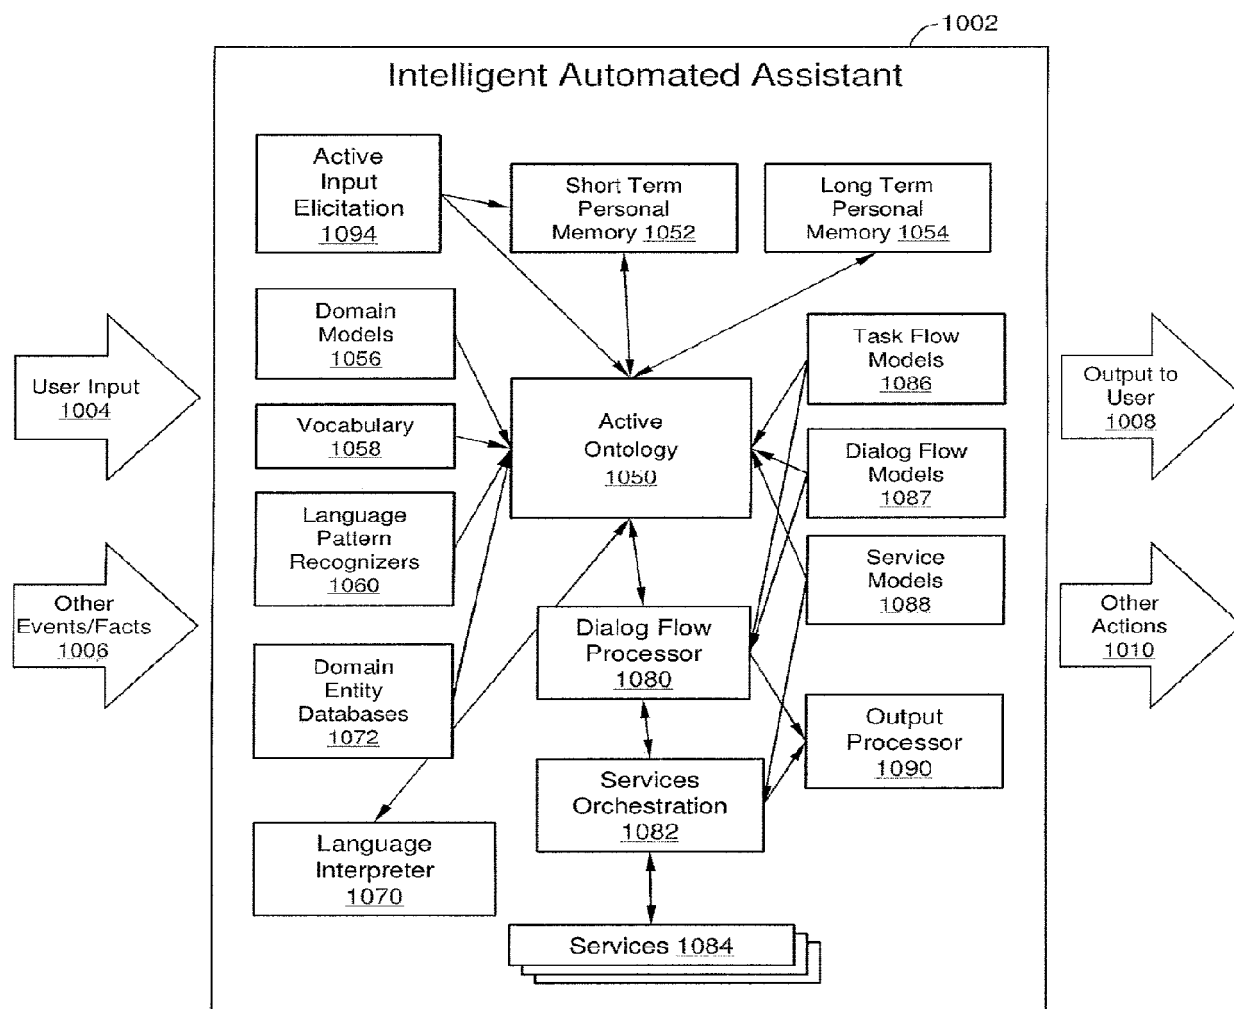 1002
Intelligent Automated Assistant
Active
Input
Elicitation
1094
Short Term
Personal
Memory 1052
Long Term
Personal
Memory 1054
Domain
Models
1056
Task Flow
Models
1086
User Input
1004
Active
Ontology
1050
Output to
User
1008
Vocabulary
1058
Dialog Flow
Models
1087
Language
Pattern
Recognizers
1060
Service
Models
1088
Other
Events/Facts
1006
Other
Actions
1010
Dialog Flow
Processor
1080
Domain
Entity
Databases
1072
Output
Processor
1090
Services
Orchestration
1082
Language
Interpreter
1070
Services 1084